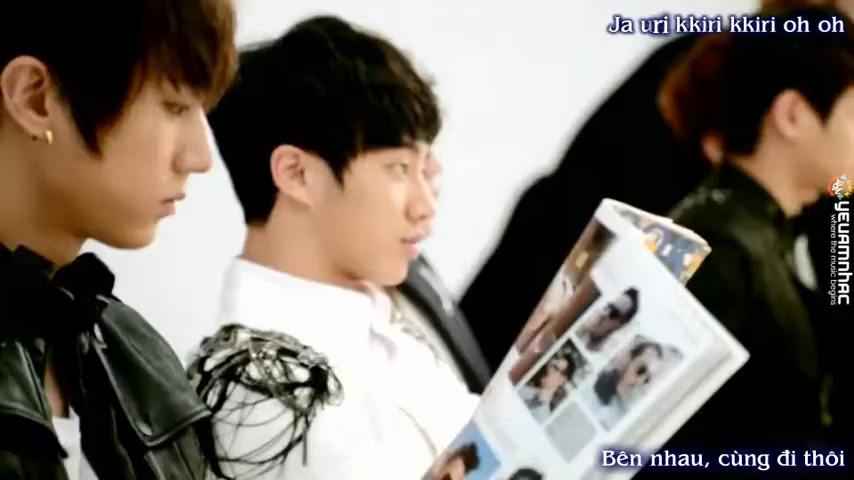 Ja uri kkiri kkiri oh oh
YEUAMNHAC
where the music begins
Bên nhau, cùng đi thôi